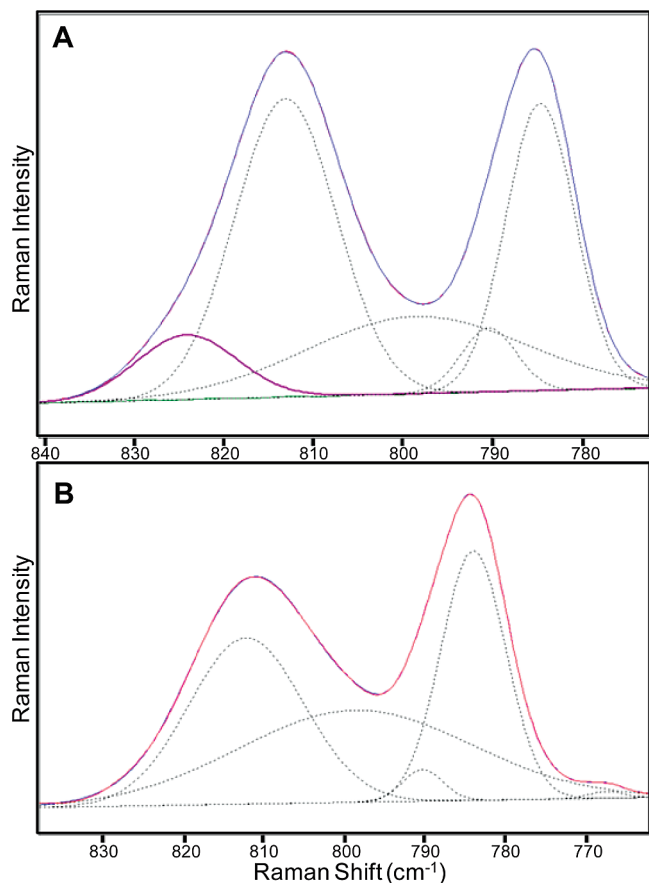 A
Raman Intensity
840 830 820 810 800 790 780
B
Raman Intensity
830 820 810 800 790 780 770
Raman Shift (cm⁻¹)